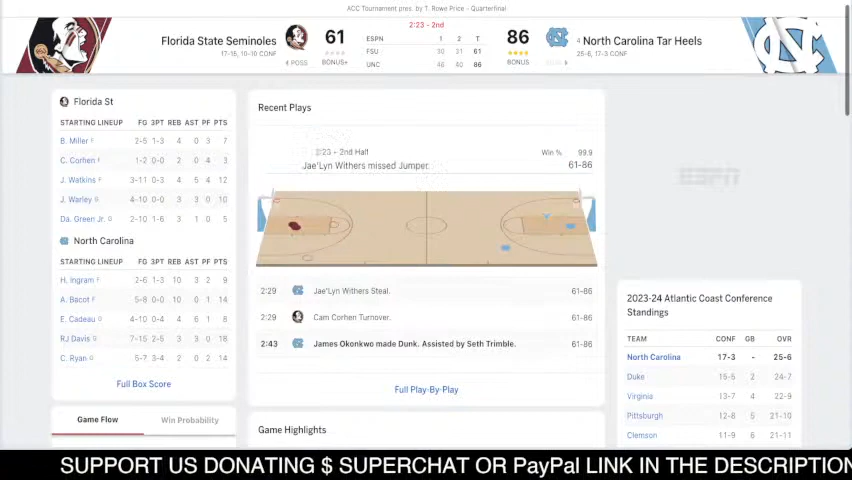 ACC Tournament pres. by T. Rowe Price - Quarterfinal
2:23 - 2nd
Florida State Seminoles
17-15, 10-10 CONF
61
POSS
BONUS+
ESPN 1 2 T
FSU 30 31 61
UNC 46 40 86
86
BONUS
4 North Carolina Tar Heels
25-6, 17-3 CONF
Florida St
STARTING LINEUP FG 3PT REB AST PF PTS
B. Miller F 2-5 1-3 4 0 3 7
C. Corhen F 1-2 0-0 2 0 4 3
J. Watkins F 3-11 0-3 4 5 4 12
J. Warley G 4-10 0-0 3 3 0 10
Da. Green Jr. G 2-10 1-6 3 1 0 5
North Carolina
STARTING LINEUP FG 3PT REB AST PF PTS
H. Ingram F 2-6 1-3 10 3 2 9
A. Bacot F 5-8 0-0 10 0 1 14
E. Cadeau G 4-10 0-4 4 6 1 8
RJ Davis G 7-15 2-5 3 3 0 18
C. Ryan G 5-7 3-4 2 0 2 14
Full Box Score
Game Flow
Win Probability
Recent Plays
2:23 - 2nd Half
Jae'Lyn Withers missed Jumper.
Win % 99.9
61-86
2:29 Jae'Lyn Withers Steal. 61-86
2:29 Cam Corhen Turnover. 61-86
2:43 James Okonkwo made Dunk. Assisted by Seth Trimble. 61-86
Full Play-By-Play
Game Highlights
ESPN
2023-24 Atlantic Coast Conference
Standings
TEAM CONF GB OVR
North Carolina 17-3 - 25-6
Duke 15-5 2 24-7
Virginia 13-7 4 22-9
Pittsburgh 12-8 5 21-10
Clemson 11-9 6 21-11
SUPPORT US DONATING $ SUPERCHAT OR PayPal LINK IN THE DESCRIPTION